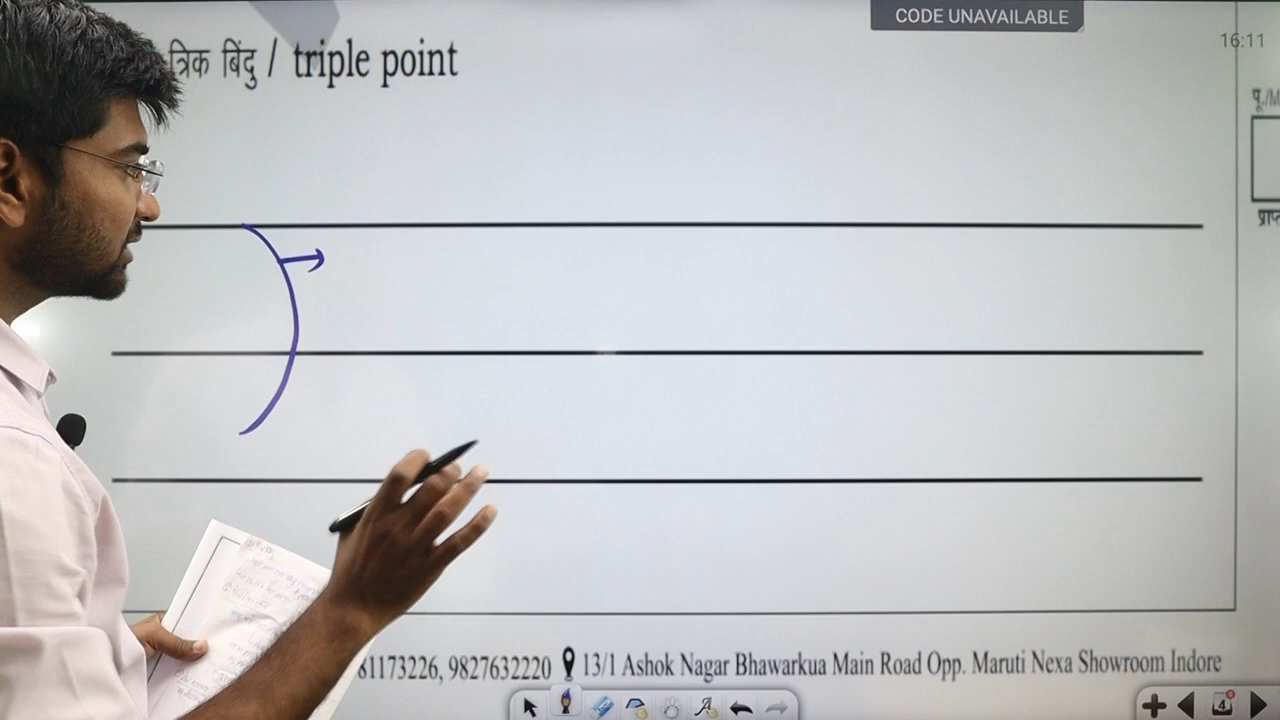 CODE UNAVAILABLE
16:11
त्रिक बिंदु / triple point
81173226, 9827632220 13/1 Ashok Nagar Bhawarkua Main Road Opp. Maruti Nexa Showroom Indore
4